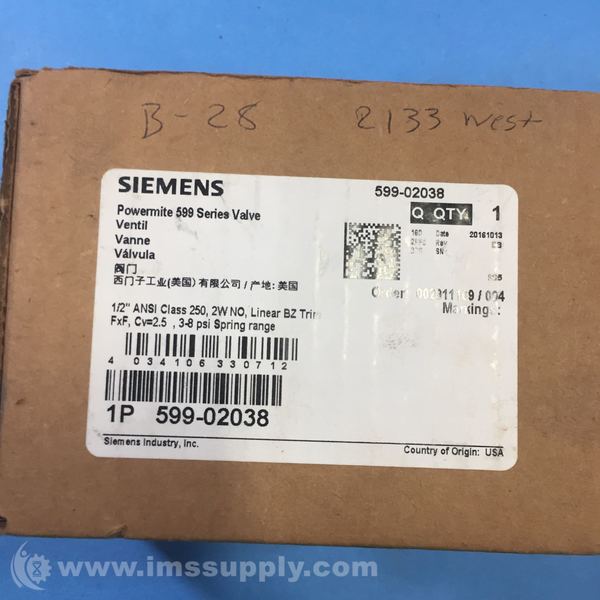 B-28 2133 West
SIEMENS
599-02038
Powermite 599 Series Valve
Q QTY 1
Ventil
16D Date 20161013
Vanne
Válvula
阀门
西门子工业(美国)有限公司 / 产地: 美国
Order:
1/2" ANSI Class 250, 2W NO, Linear BZ Trim
Markings:
FxF, Cv=2.5 , 3-8 psi Spring range
4 034106 330712
1P 599-02038
Siemens Industry, Inc.
Country of Origin: USA
© www.imssupply.com